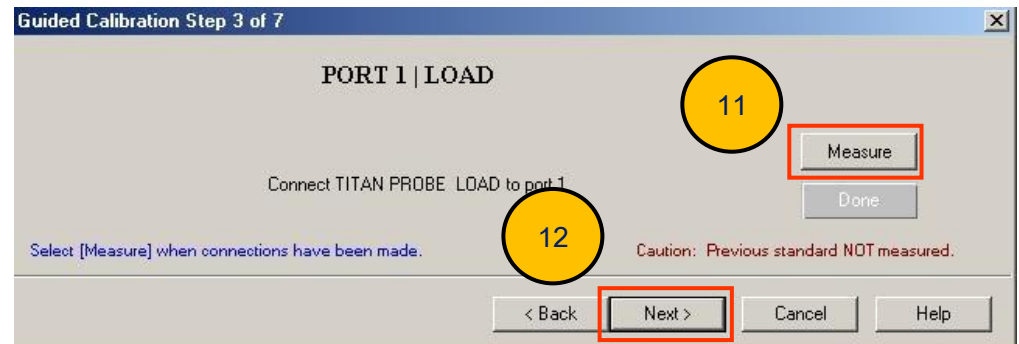 Guided Calibration Step 3 of 7
PORT 1 | LOAD
11
Measure
Connect TITAN PROBE LOAD to port 1
Done
12
Select [Measure] when connections have been made.
Caution: Previous standard NOT measured.
< Back
Next >
Cancel
Help